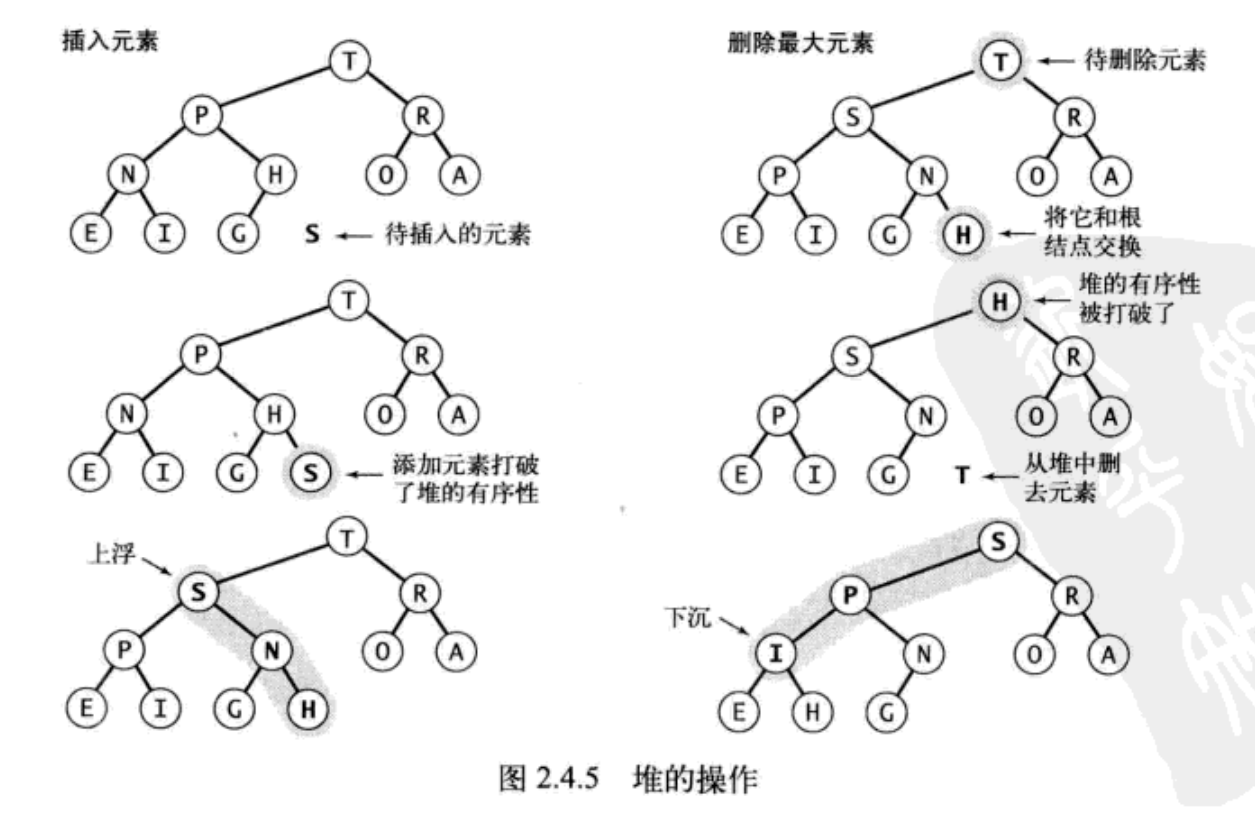 插入元素
T
P
R
N
H
O
A
E
I
G
S
待插入的元素
T
P
R
N
H
O
A
E
I
G
S
添加元素打破
了堆的有序性
上浮
T
S
R
P
N
O
A
E
I
G
H
删除最大元素
T
待删除元素
S
R
P
N
O
A
E
I
G
H
将它和根
结点交换
H
堆的有序性
被打破了
S
R
P
N
O
A
E
I
G
T
从堆中删
去元素
S
P
R
下沉
I
N
O
A
E
H
G
图 2.4.5 堆的操作